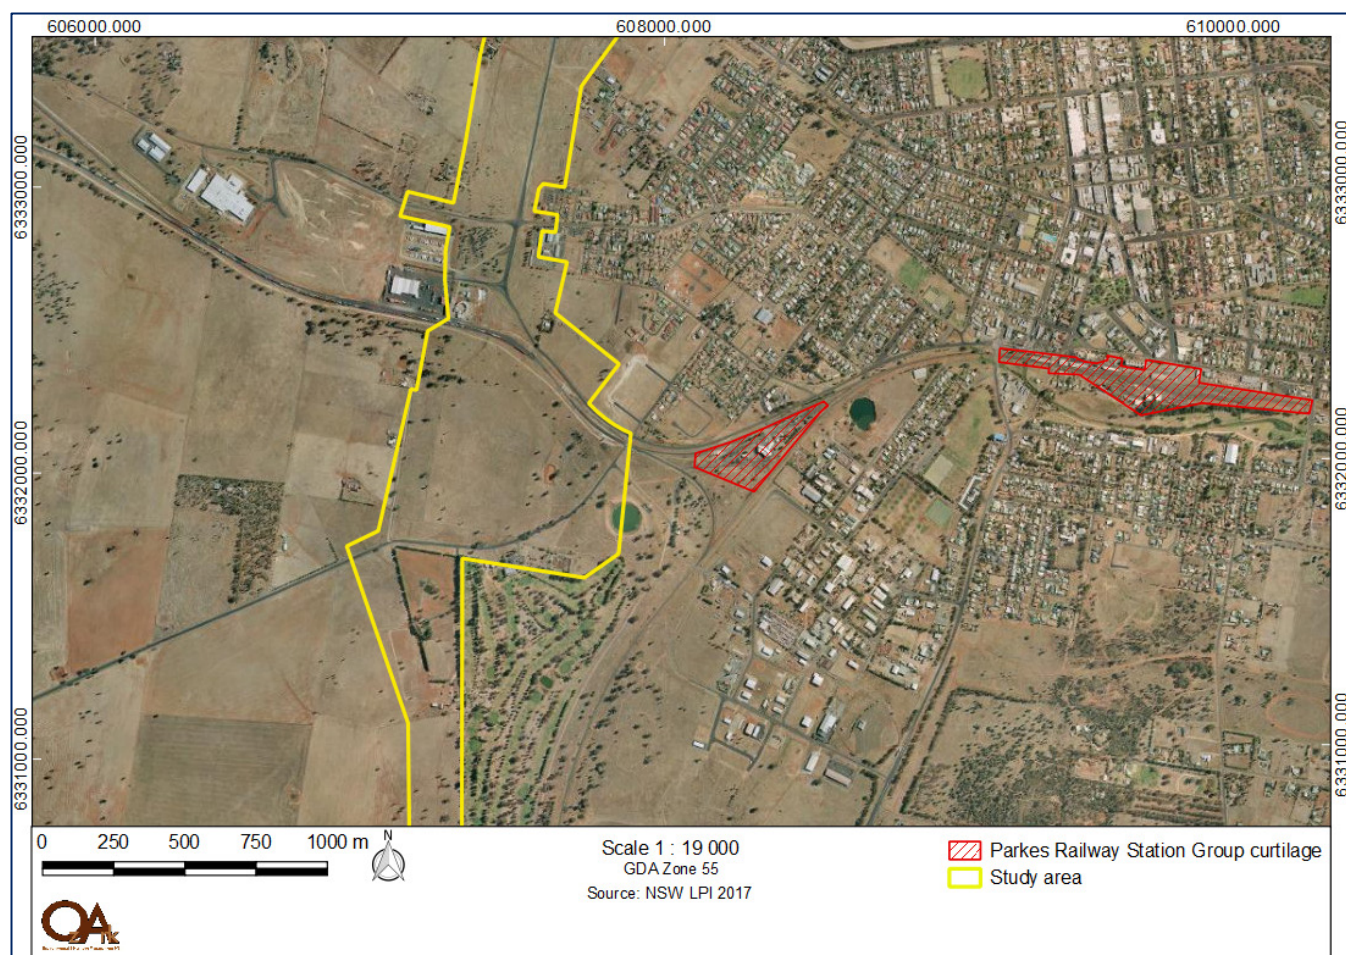 606000.000 608000.000 610000.000
6333000.000 6333000.000
6332000.000 6332000.000
6331000.000 6331000.000
0 250 500 750 1000 m
N
Scale 1 : 19 000
GDA Zone 55
Source: NSW LPI 2017
Parkes Railway Station Group curtilage
Study area
OzArk